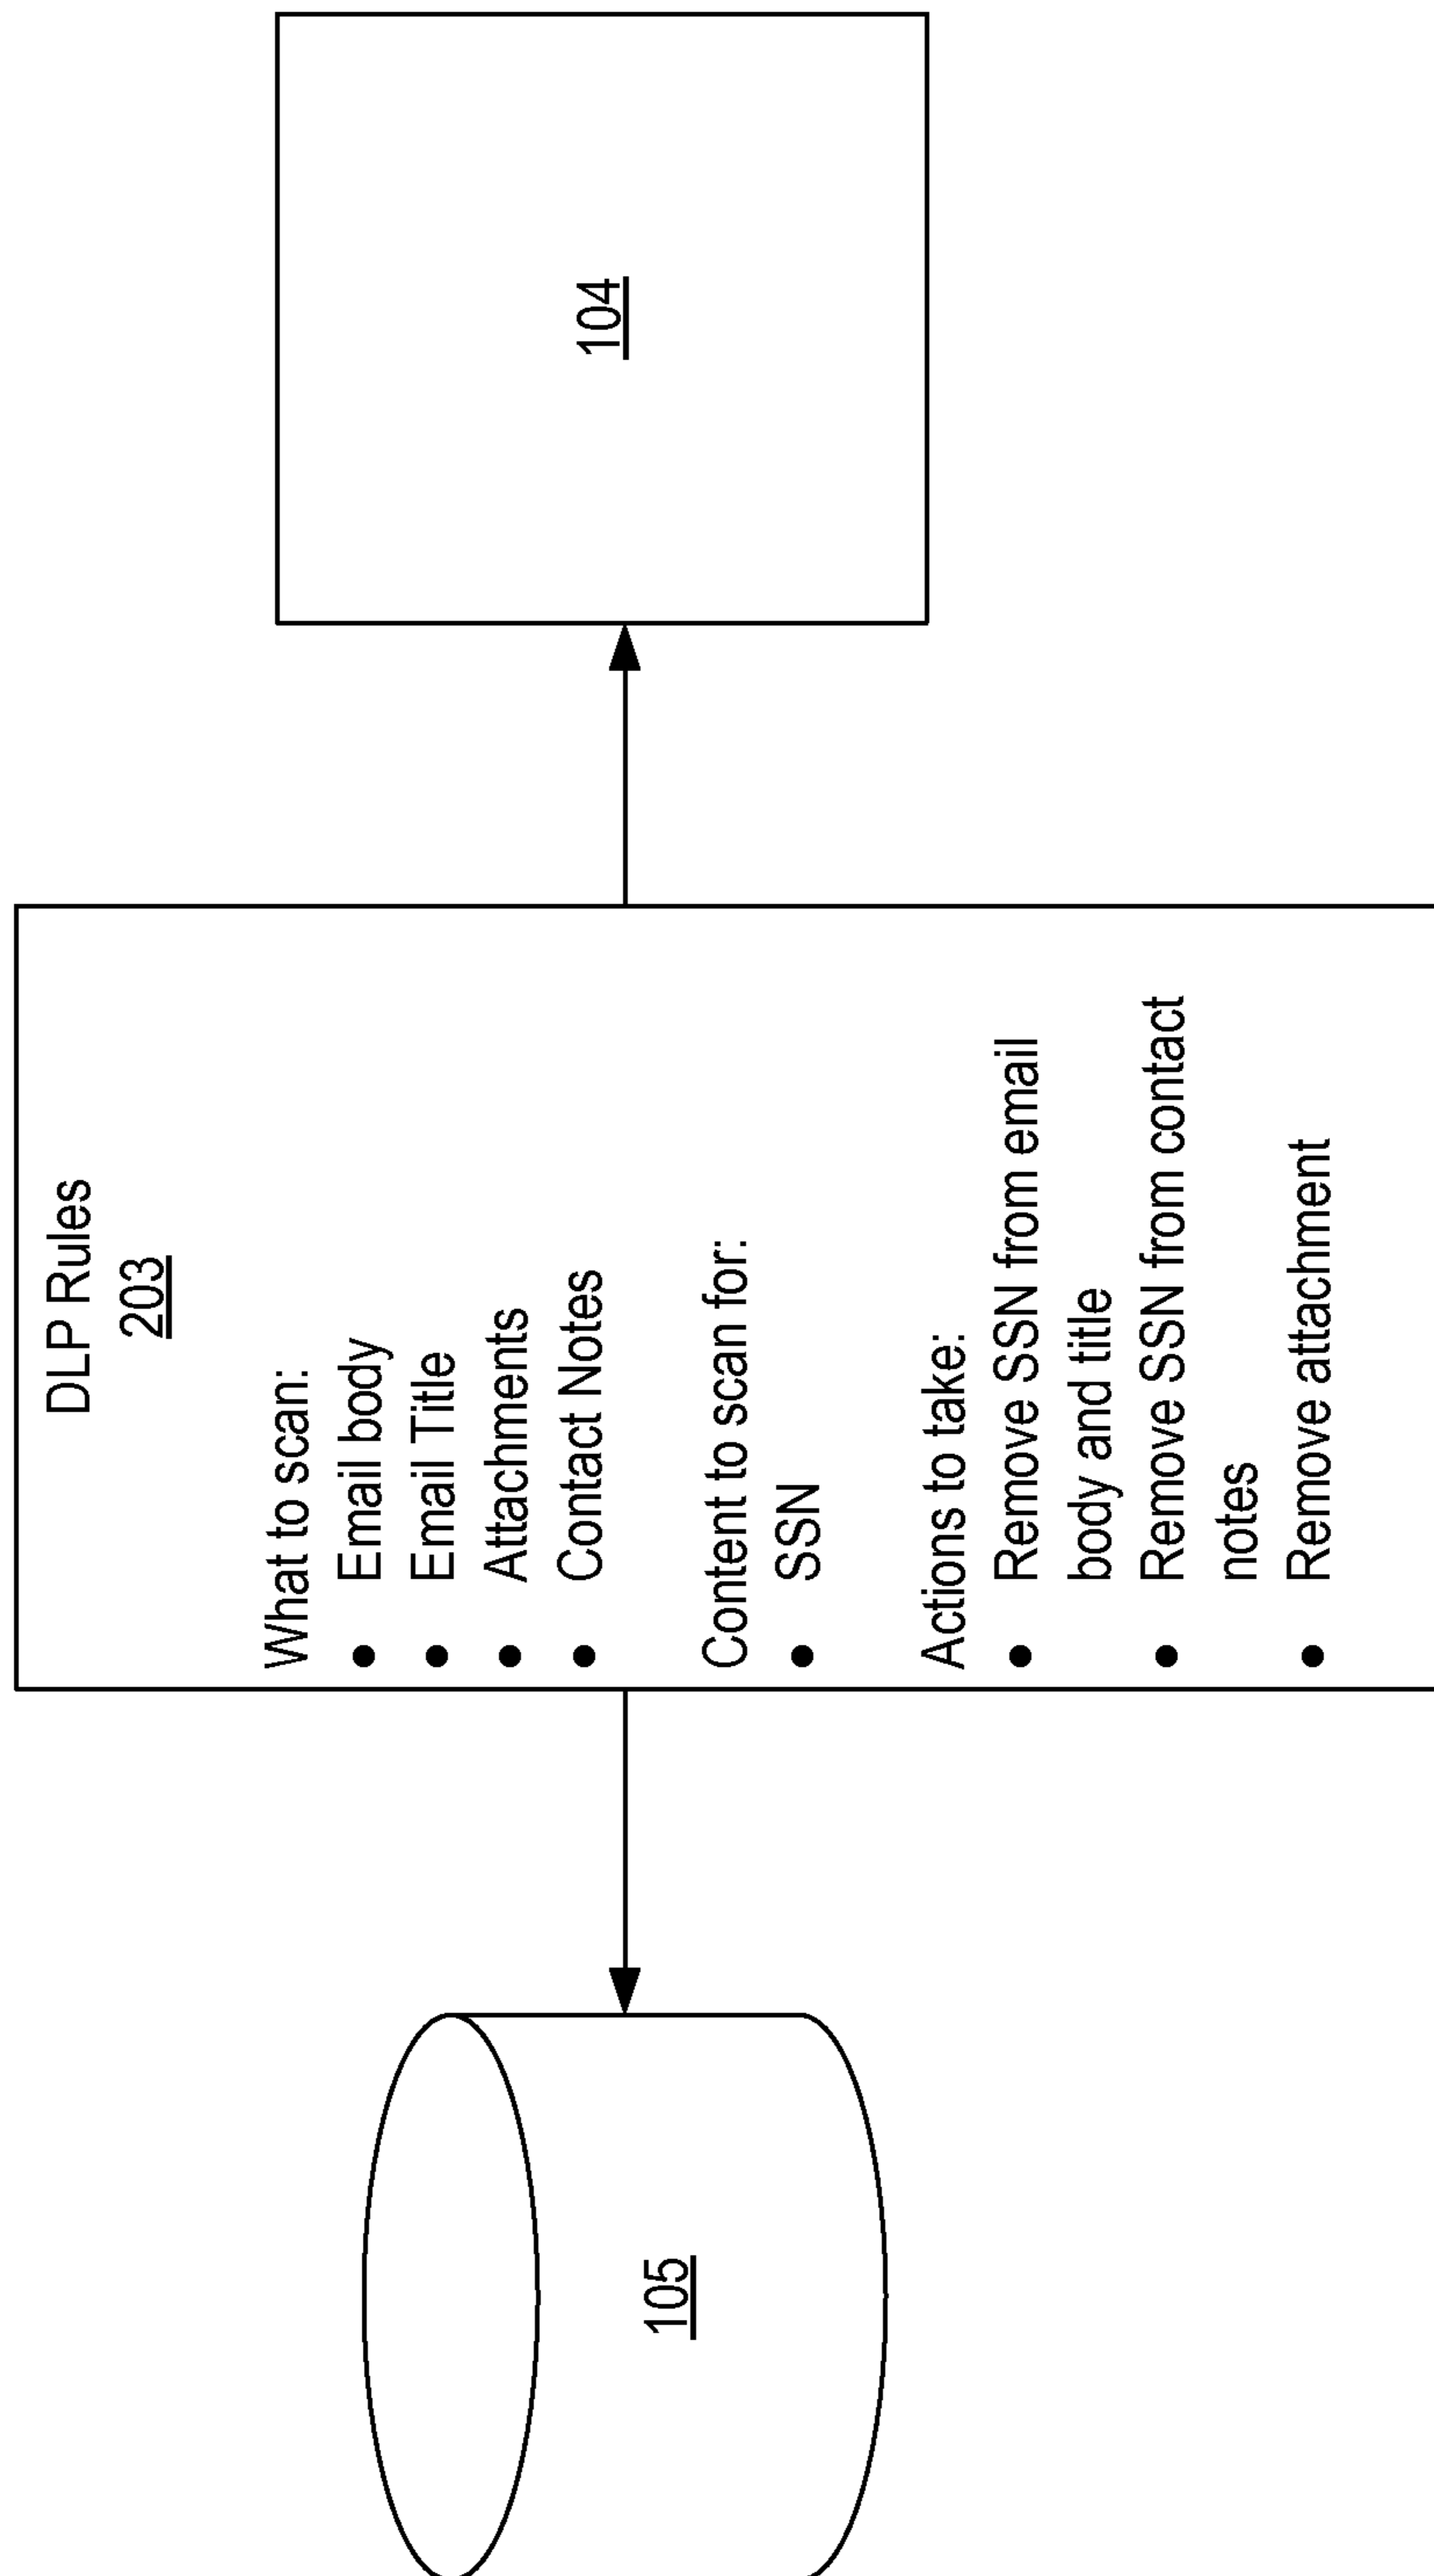 DLP Rules
203
What to scan:
• Email body
• Email Title
• Attachments
• Contact Notes
Content to scan for:
• SSN
Actions to take:
• Remove SSN from email
body and title
• Remove SSN from contact
notes
• Remove attachment
105
104